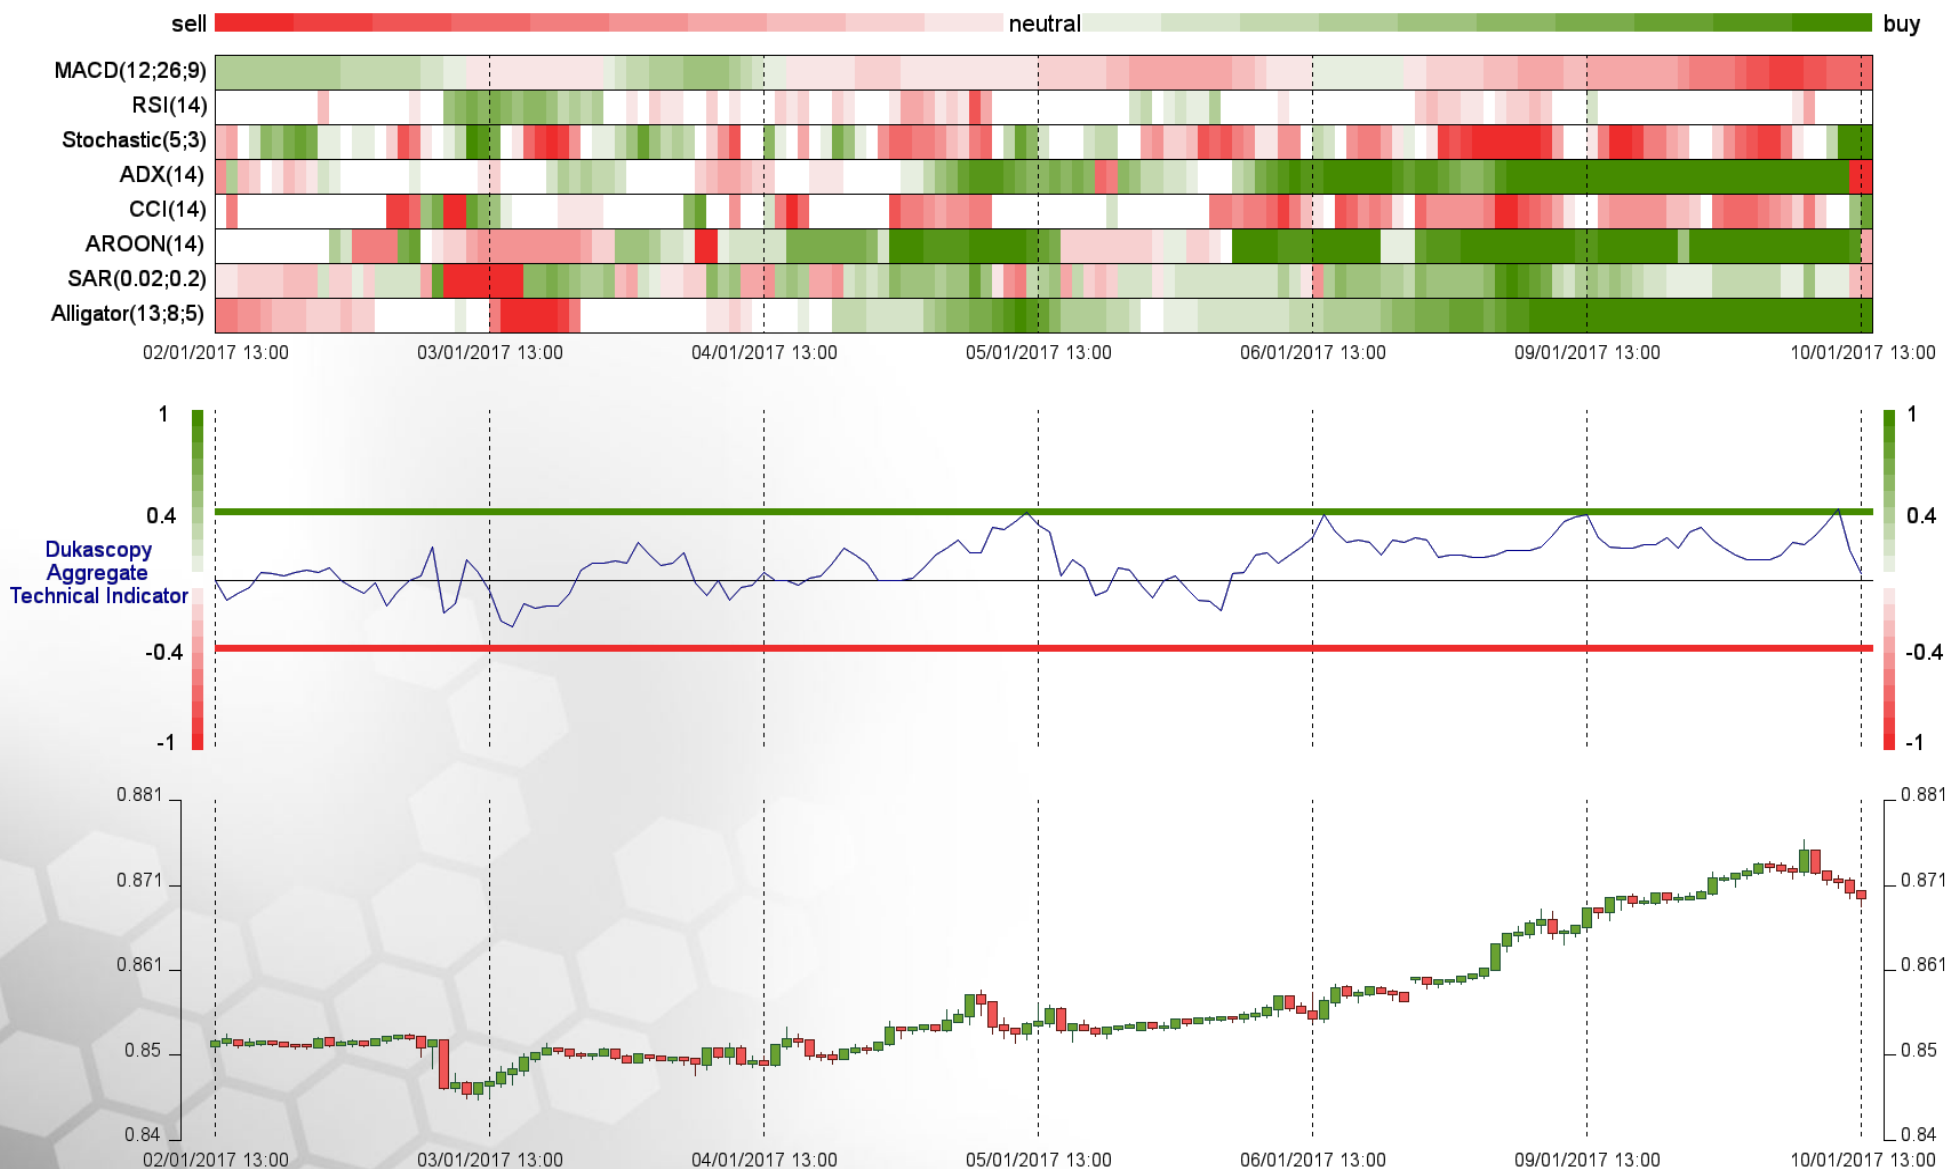 sell neutral buy
MACD(12;26;9)
RSI(14)
Stochastic(5;3)
ADX(14)
CCI(14)
AROON(14)
SAR(0.02;0.2)
Alligator(13;8;5)
02/01/2017 13:00 03/01/2017 13:00 04/01/2017 13:00 05/01/2017 13:00 06/01/2017 13:00 09/01/2017 13:00 10/01/2017 13:00
1 1
0.4 0.4
Dukascopy
Aggregate
Technical Indicator
-0.4 -0.4
-1 -1
0.881 0.881
0.871 0.871
0.861 0.861
0.85 0.85
0.84 0.84
02/01/2017 13:00 03/01/2017 13:00 04/01/2017 13:00 05/01/2017 13:00 06/01/2017 13:00 09/01/2017 13:00 10/01/2017 13:00